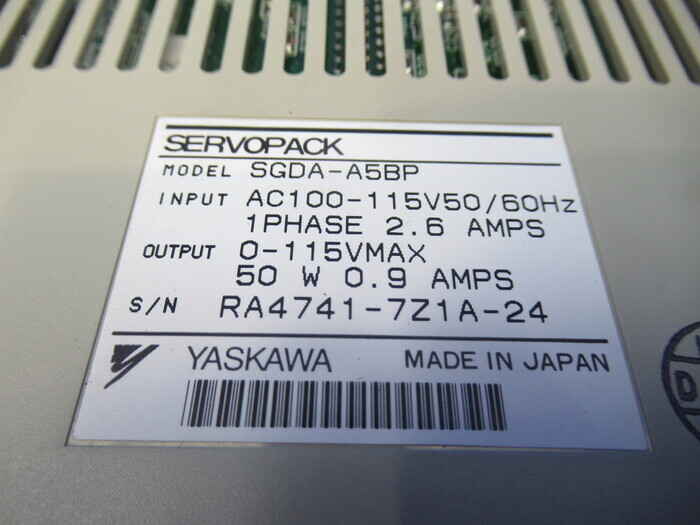 SERVOPACK
MODEL SGDA-A5BP
INPUT AC100-115V50/60Hz
1PHASE 2.6 AMPS
OUTPUT 0-115VMAX
50 W 0.9 AMPS
S/N RA4741-7Z1A-24
YASKAWA MADE IN JAPAN